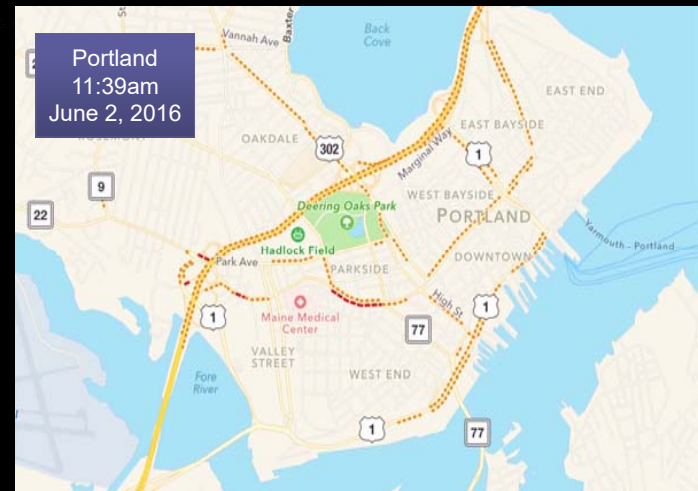 Portland
11:39am
June 2, 2016
Vannah Ave
Baxter
Back
Cove
EAST END
OAKDALE
302
Marginal Way
EAST BAYSIDE
1
9
22
Deering Oaks Park
WEST BAYSIDE
PORTLAND
Hadlock Field
Park Ave
PARKSIDE
DOWNTOWN
Yarmouth - Portland
1
Maine Medical
Center
High St
1
77
VALLEY
STREET
Fore
River
WEST END
1
77